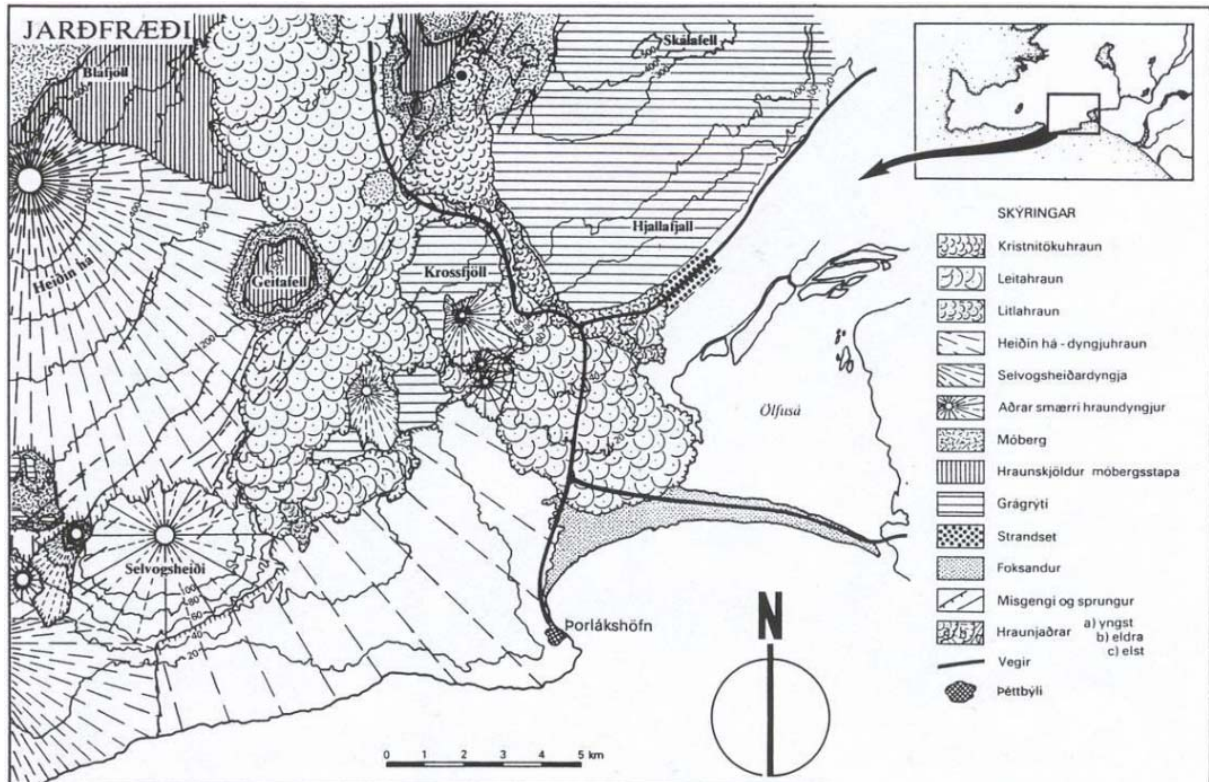 JARÐFRÆÐI
Blafjöll
Skálafell
Heiðin há
Geitafell
Krossfjöll
Hjallafjall
Selvogsheiði
Ölfusá
Þorlákshöfn
N
0 1 2 3 4 5 km
SKÝRINGAR
Kristnitökuhraun
Leitahraun
Litlahraun
Heiðin há - dyngjuhraun
Selvogsheiðardyngja
Aðrar smærri hraundyngjur
Móberg
Hraunskjöldur móbergsstapa
Grágrýti
Strandset
Foksandur
Misgengi og sprungur
Hraunjaðrar a) yngst
b) eldra
c) elst
Vegir
Þéttbýli